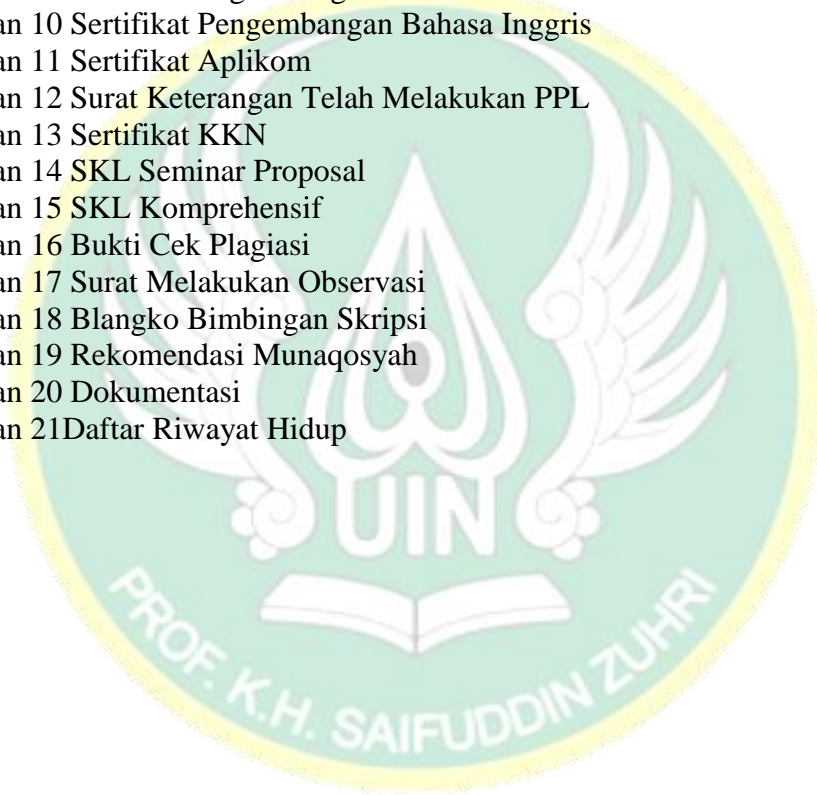 an 10 Sertifikat Pengembangan Bahasa Inggris
an 11 Sertifikat Aplikom
an 12 Surat Keterangan Telah Melakukan PPL
an 13 Sertifikat KKN
an 14 SKL Seminar Proposal
an 15 SKL Komprehensif
an 16 Bukti Cek Plagiasi
an 17 Surat Melakukan Observasi
an 18 Blangko Bimbingan Skripsi
an 19 Rekomendasi Munaqosyah
an 20 Dokumentasi
an 21Daftar Riwayat Hidup
UIN
PROF. K.H. SAIFUDDIN ZUHRI